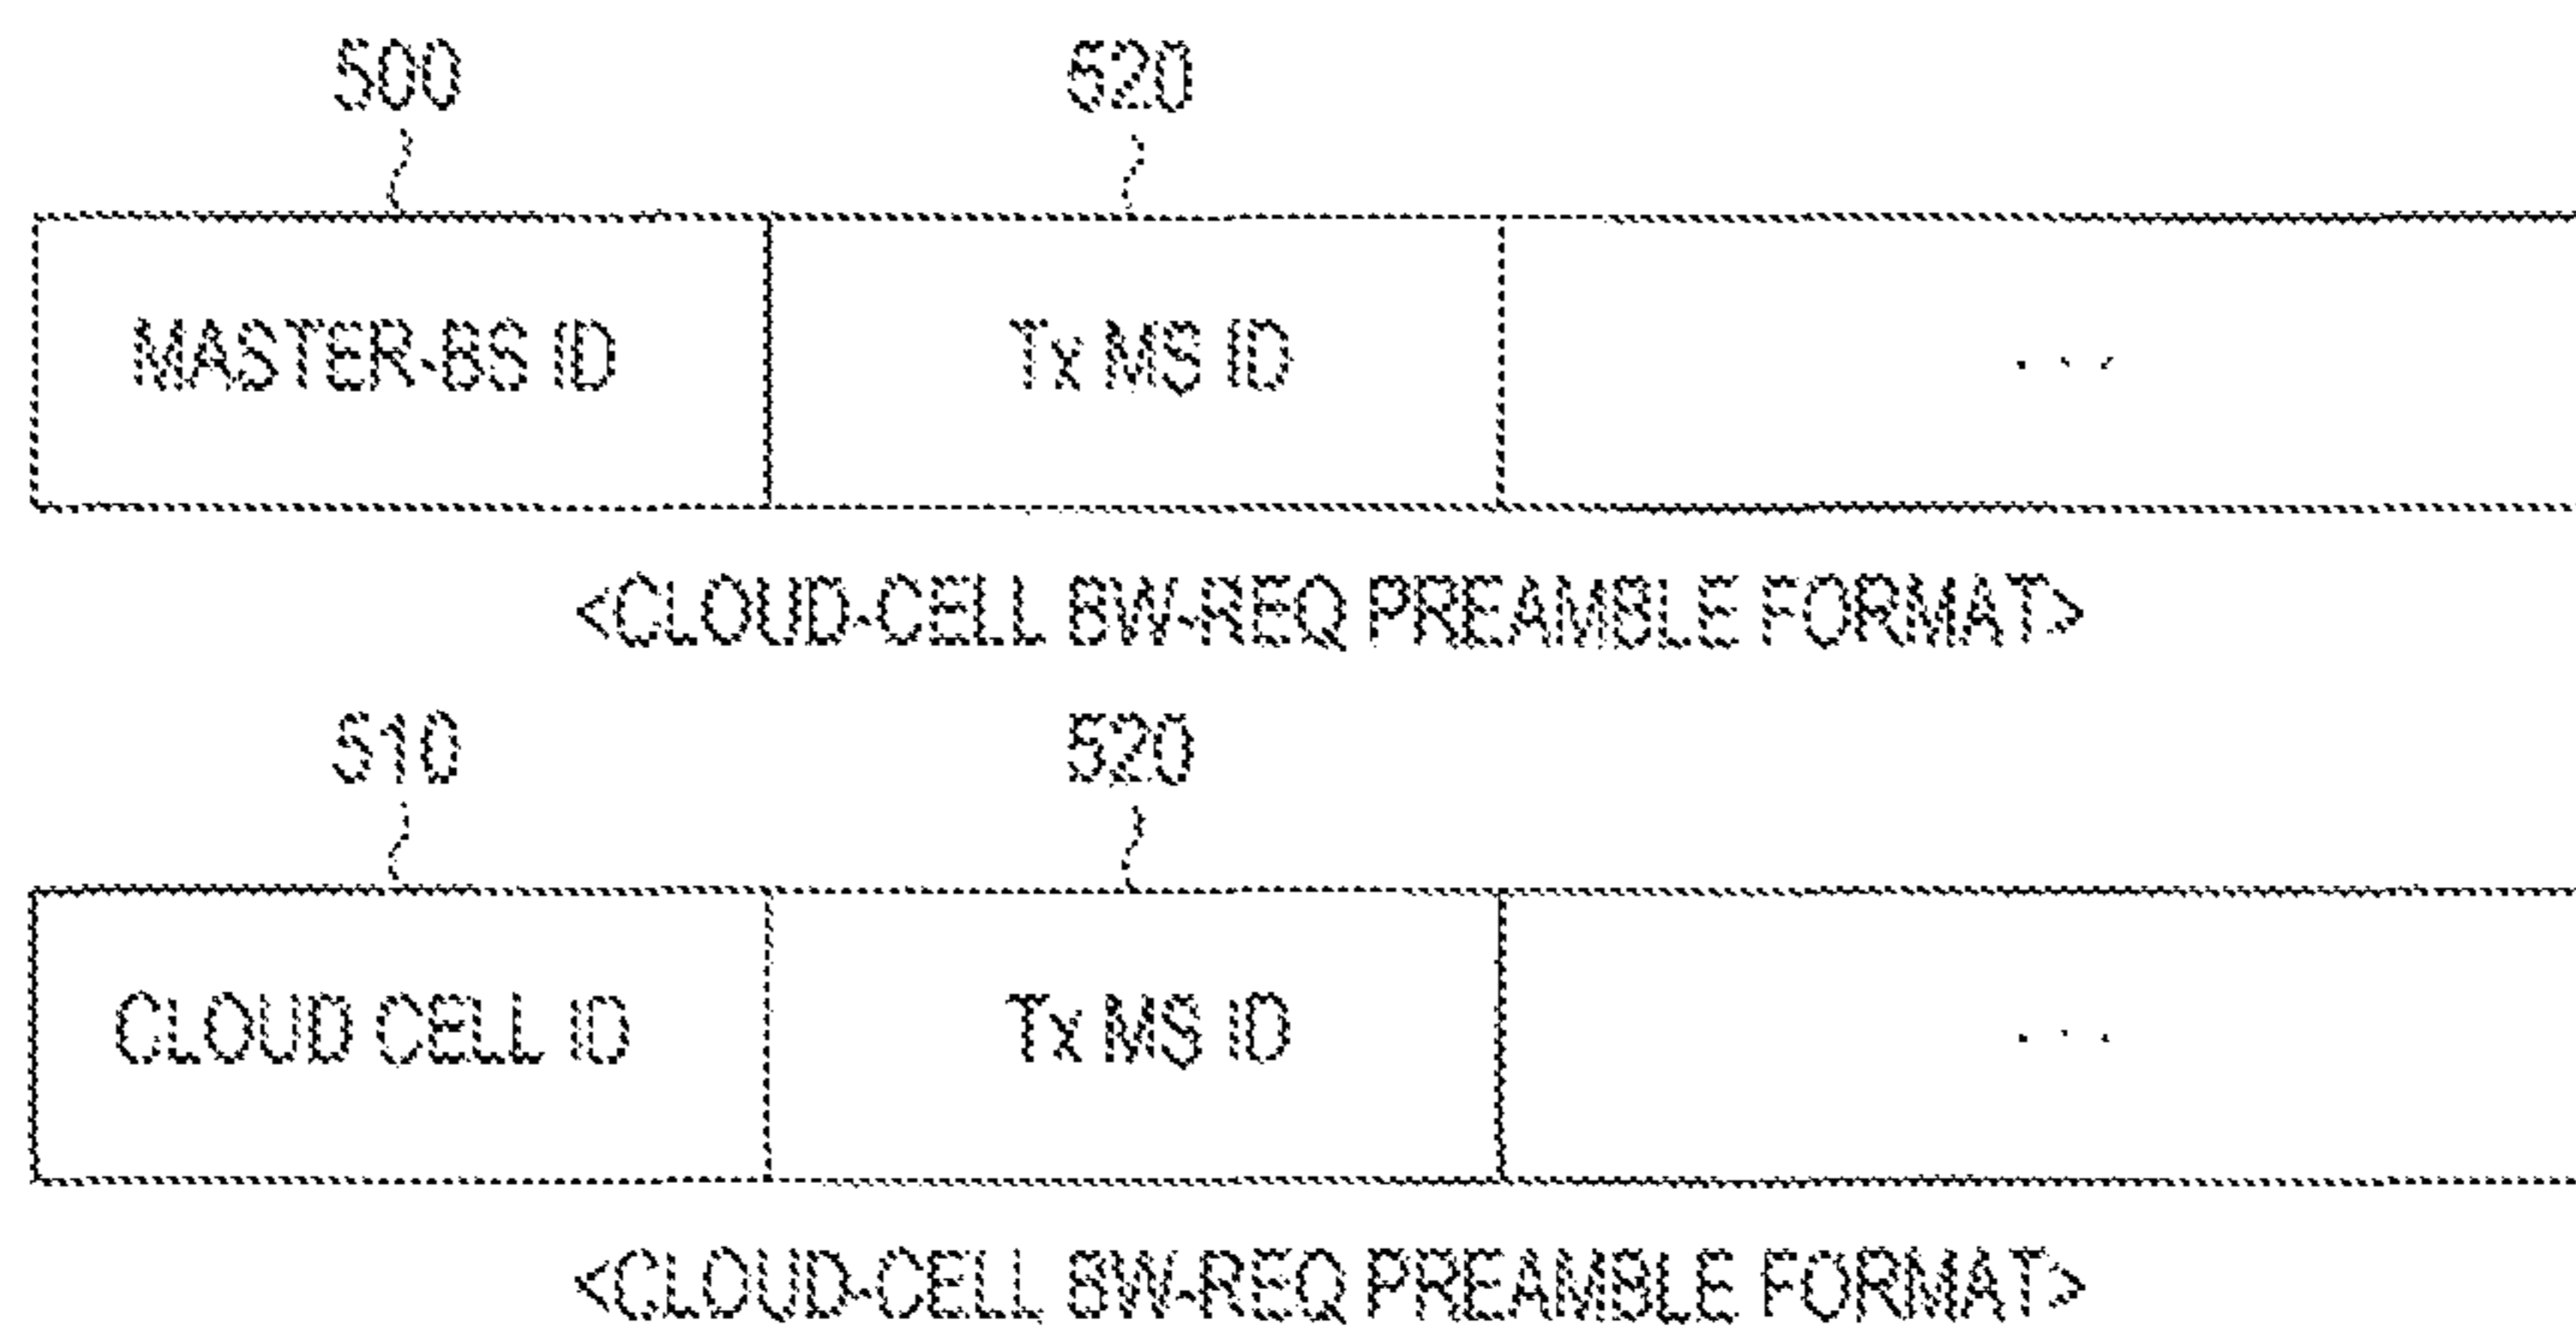 500 520
MASTER-BS ID Tx MS ID ...
<CLOUD-CELL BW-REQ PREAMBLE FORMAT>
510 520
CLOUD CELL ID Tx MS ID ...
<CLOUD-CELL BW-REQ PREAMBLE FORMAT>